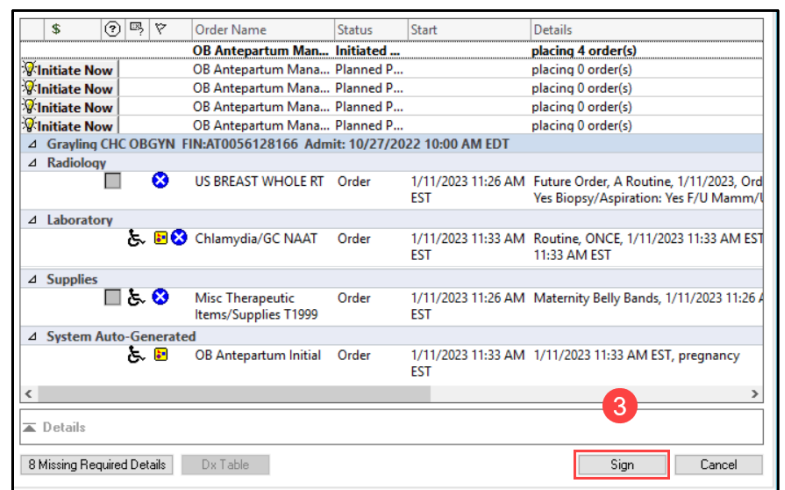 $ Order Name Status Start Details
OB Antepartum Man... Initiated ... placing 4 order(s)
Initiate Now OB Antepartum Mana... Planned P... placing 0 order(s)
Initiate Now OB Antepartum Mana... Planned P... placing 0 order(s)
Initiate Now OB Antepartum Mana... Planned P... placing 0 order(s)
Initiate Now OB Antepartum Mana... Planned P... placing 0 order(s)
Grayling CHC OBGYN FIN:AT0056128166 Admit: 10/27/2022 10:00 AM EDT
Radiology
US BREAST WHOLE RT Order 1/11/2023 11:26 AM Future Order, A Routine, 1/11/2023, Ord
EST Yes Biopsy/Aspiration: Yes F/U Mamm/U
Laboratory
Chlamydia/GC NAAT Order 1/11/2023 11:33 AM Routine, ONCE, 1/11/2023 11:33 AM EST
EST 11:33 AM EST
Supplies
Misc Therapeutic Order 1/11/2023 11:26 AM Maternity Belly Bands, 1/11/2023 11:26 A
Items/Supplies T1999 EST
System Auto-Generated
OB Antepartum Initial Order 1/11/2023 11:33 AM 1/11/2023 11:33 AM EST, pregnancy
EST
3
Details
8 Missing Required Details Dx Table Sign Cancel